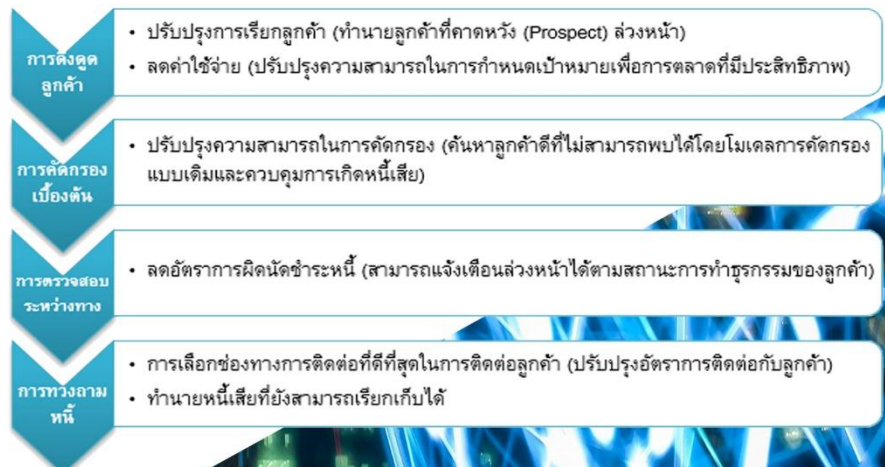 การดึงดูด
ลูกค้า
• ปรับปรุงการเรียกลูกค้า (ทำนายลูกค้าที่คาดหวัง (Prospect) ล่วงหน้า)
• ลดค่าใช้จ่าย (ปรับปรุงความสามารถในการกำหนดเป้าหมายเพื่อการตลาดที่มีประสิทธิภาพ)
การคัดกรอง
เบื้องต้น
• ปรับปรุงความสามารถในการคัดกรอง (ค้นหาลูกค้าดีที่ไม่สามารถพบได้โดยโมเดลการคัดกรอง
แบบเดิมและควบคุมการเกิดหนี้เสีย)
การตรวจสอบ
ระหว่างทาง
• ลดอัตราการผิดนัดชำระหนี้ (สามารถแจ้งเตือนล่วงหน้าได้ตามสถานะการทำธุรกรรมของลูกค้า)
การทวงถาม
หนี้
• การเลือกช่องทางการติดต่อที่ดีที่สุดในการติดต่อลูกค้า (ปรับปรุงอัตราการติดต่อกับลูกค้า)
• ทำนายหนี้เสียที่ยังสามารถเรียกเก็บได้